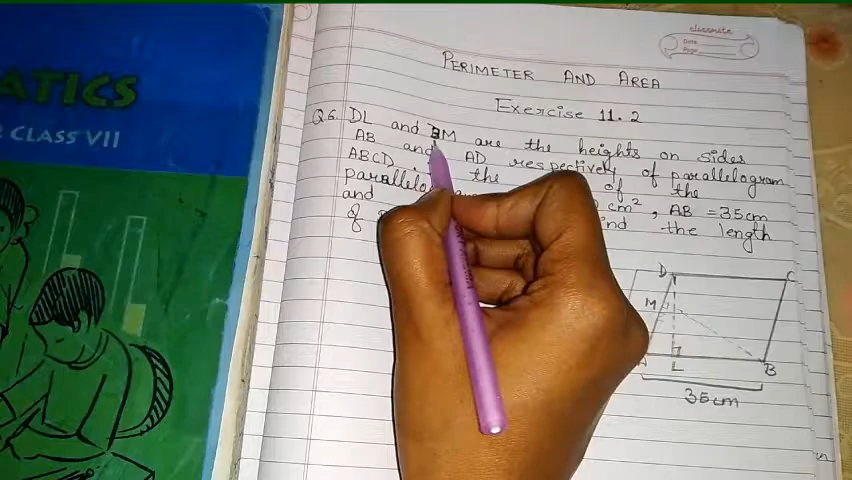 classmate
Date
Page
PERIMETER AND AREA
Exercise 11.2
Q6. DL and BM are the heights on sides
AB and AD respectively of parallelogram
ABCD the of the
parallelogram cm², AB = 35cm
and find the length
of
D C
M
A L B
35cm
ATICS
CLASS VII